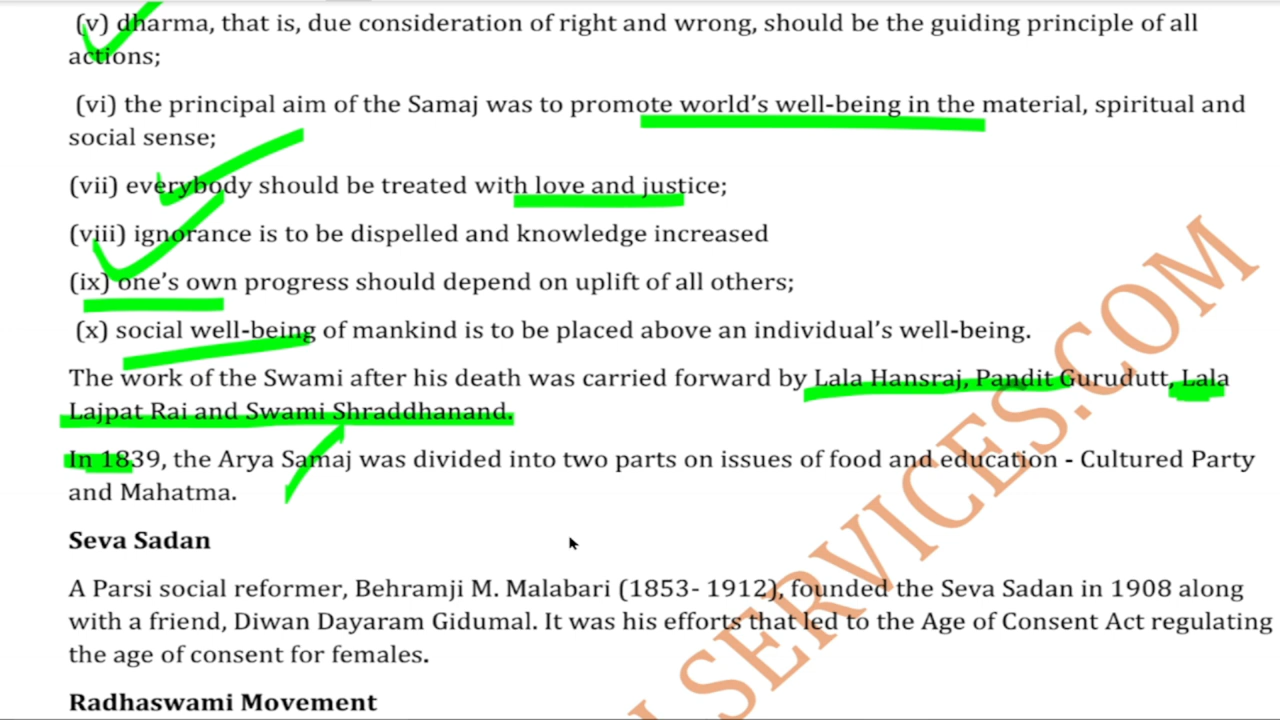 (v) dharma, that is, due consideration of right and wrong, should be the guiding principle of all
actions;
(vi) the principal aim of the Samaj was to promote world's well-being in the material, spiritual and
social sense;
(vii) everybody should be treated with love and justice;
(viii) ignorance is to be dispelled and knowledge increased
(ix) one's own progress should depend on uplift of all others;
(x) social well-being of mankind is to be placed above an individual's well-being.
The work of the Swami after his death was carried forward by Lala Hansraj, Pandit Gurudutt, Lala
Lajpat Rai and Swami Shraddhanand.
In 1839, the Arya Samaj was divided into two parts on issues of food and education - Cultured Party
and Mahatma.
Seva Sadan
A Parsi social reformer, Behramji M. Malabari (1853- 1912), founded the Seva Sadan in 1908 along
with a friend, Diwan Dayaram Gidumal. It was his efforts that led to the Age of Consent Act regulating
the age of consent for females.
Radhaswami Movement
SERVICES.COM